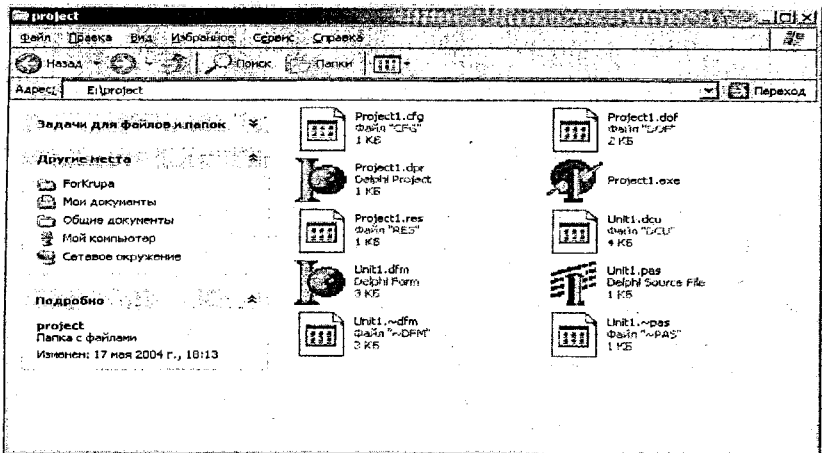 project
Файл Правка Вид Избранное Сервис Справка
Назад Поиск Папки
Адрес: E:\project Переход
Задачи для файлов и папок
Другие места
ForKrupa
Мои документы
Общие документы
Мой компьютер
Сетевое окружение
Подробно
project
Папка с файлами
Изменен: 17 мая 2004 г., 18:13
Project1.cfg
Файл "CFG"
1 КБ
Project1.dof
Файл "DOF"
2 КБ
Project1.dpr
Delphi Project
1 КБ
Project1.exe
Project1.res
Файл "RES"
1 КБ
Unit1.dcu
Файл "DCU"
4 КБ
Unit1.dfm
Delphi Form
3 КБ
Unit1.pas
Delphi Source File
1 КБ
Unit1.~dfm
Файл "~DFM"
3 КБ
Unit1.~pas
Файл "~PAS"
1 КБ